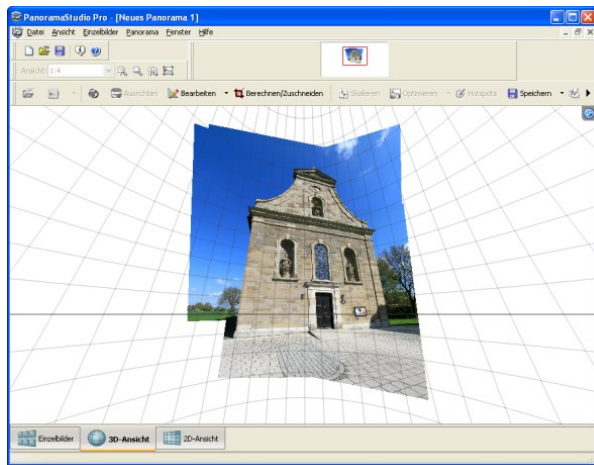 PanoramaStudio Pro - [Neues Panorama 1]
Datei Ansicht Einzelbilder Panorama Fenster Hilfe
Ansicht: 1:4
Ausrichten Bearbeiten Berechnen/Zuschneiden Skalieren Optimieren Hotspots Speichern
Einzelbilder 3D-Ansicht 2D-Ansicht